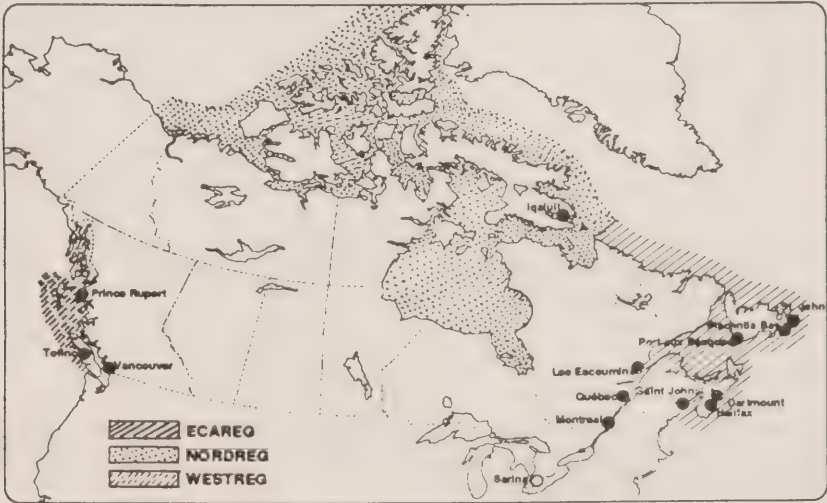 Iqaluit
Prince Rupert
St. John's
Placentia Bay
Port aux Basques
Tofino
Vancouver
Les Escoumins
Québec
Saint John
Dartmouth
Halifax
Montreal
ECAREG
NORDREG
WESTREG
Sarnia